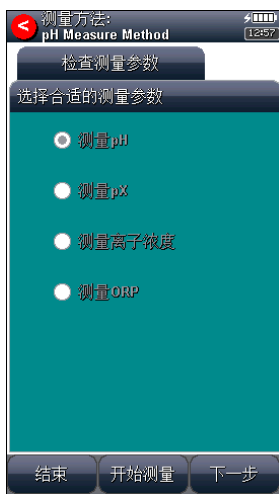 测量方法:
pH Measure Method
12:57
检查测量参数
选择合适的测量参数
测量pH
测量pX
测量离子浓度
测量ORP
结束 开始测量 下一步